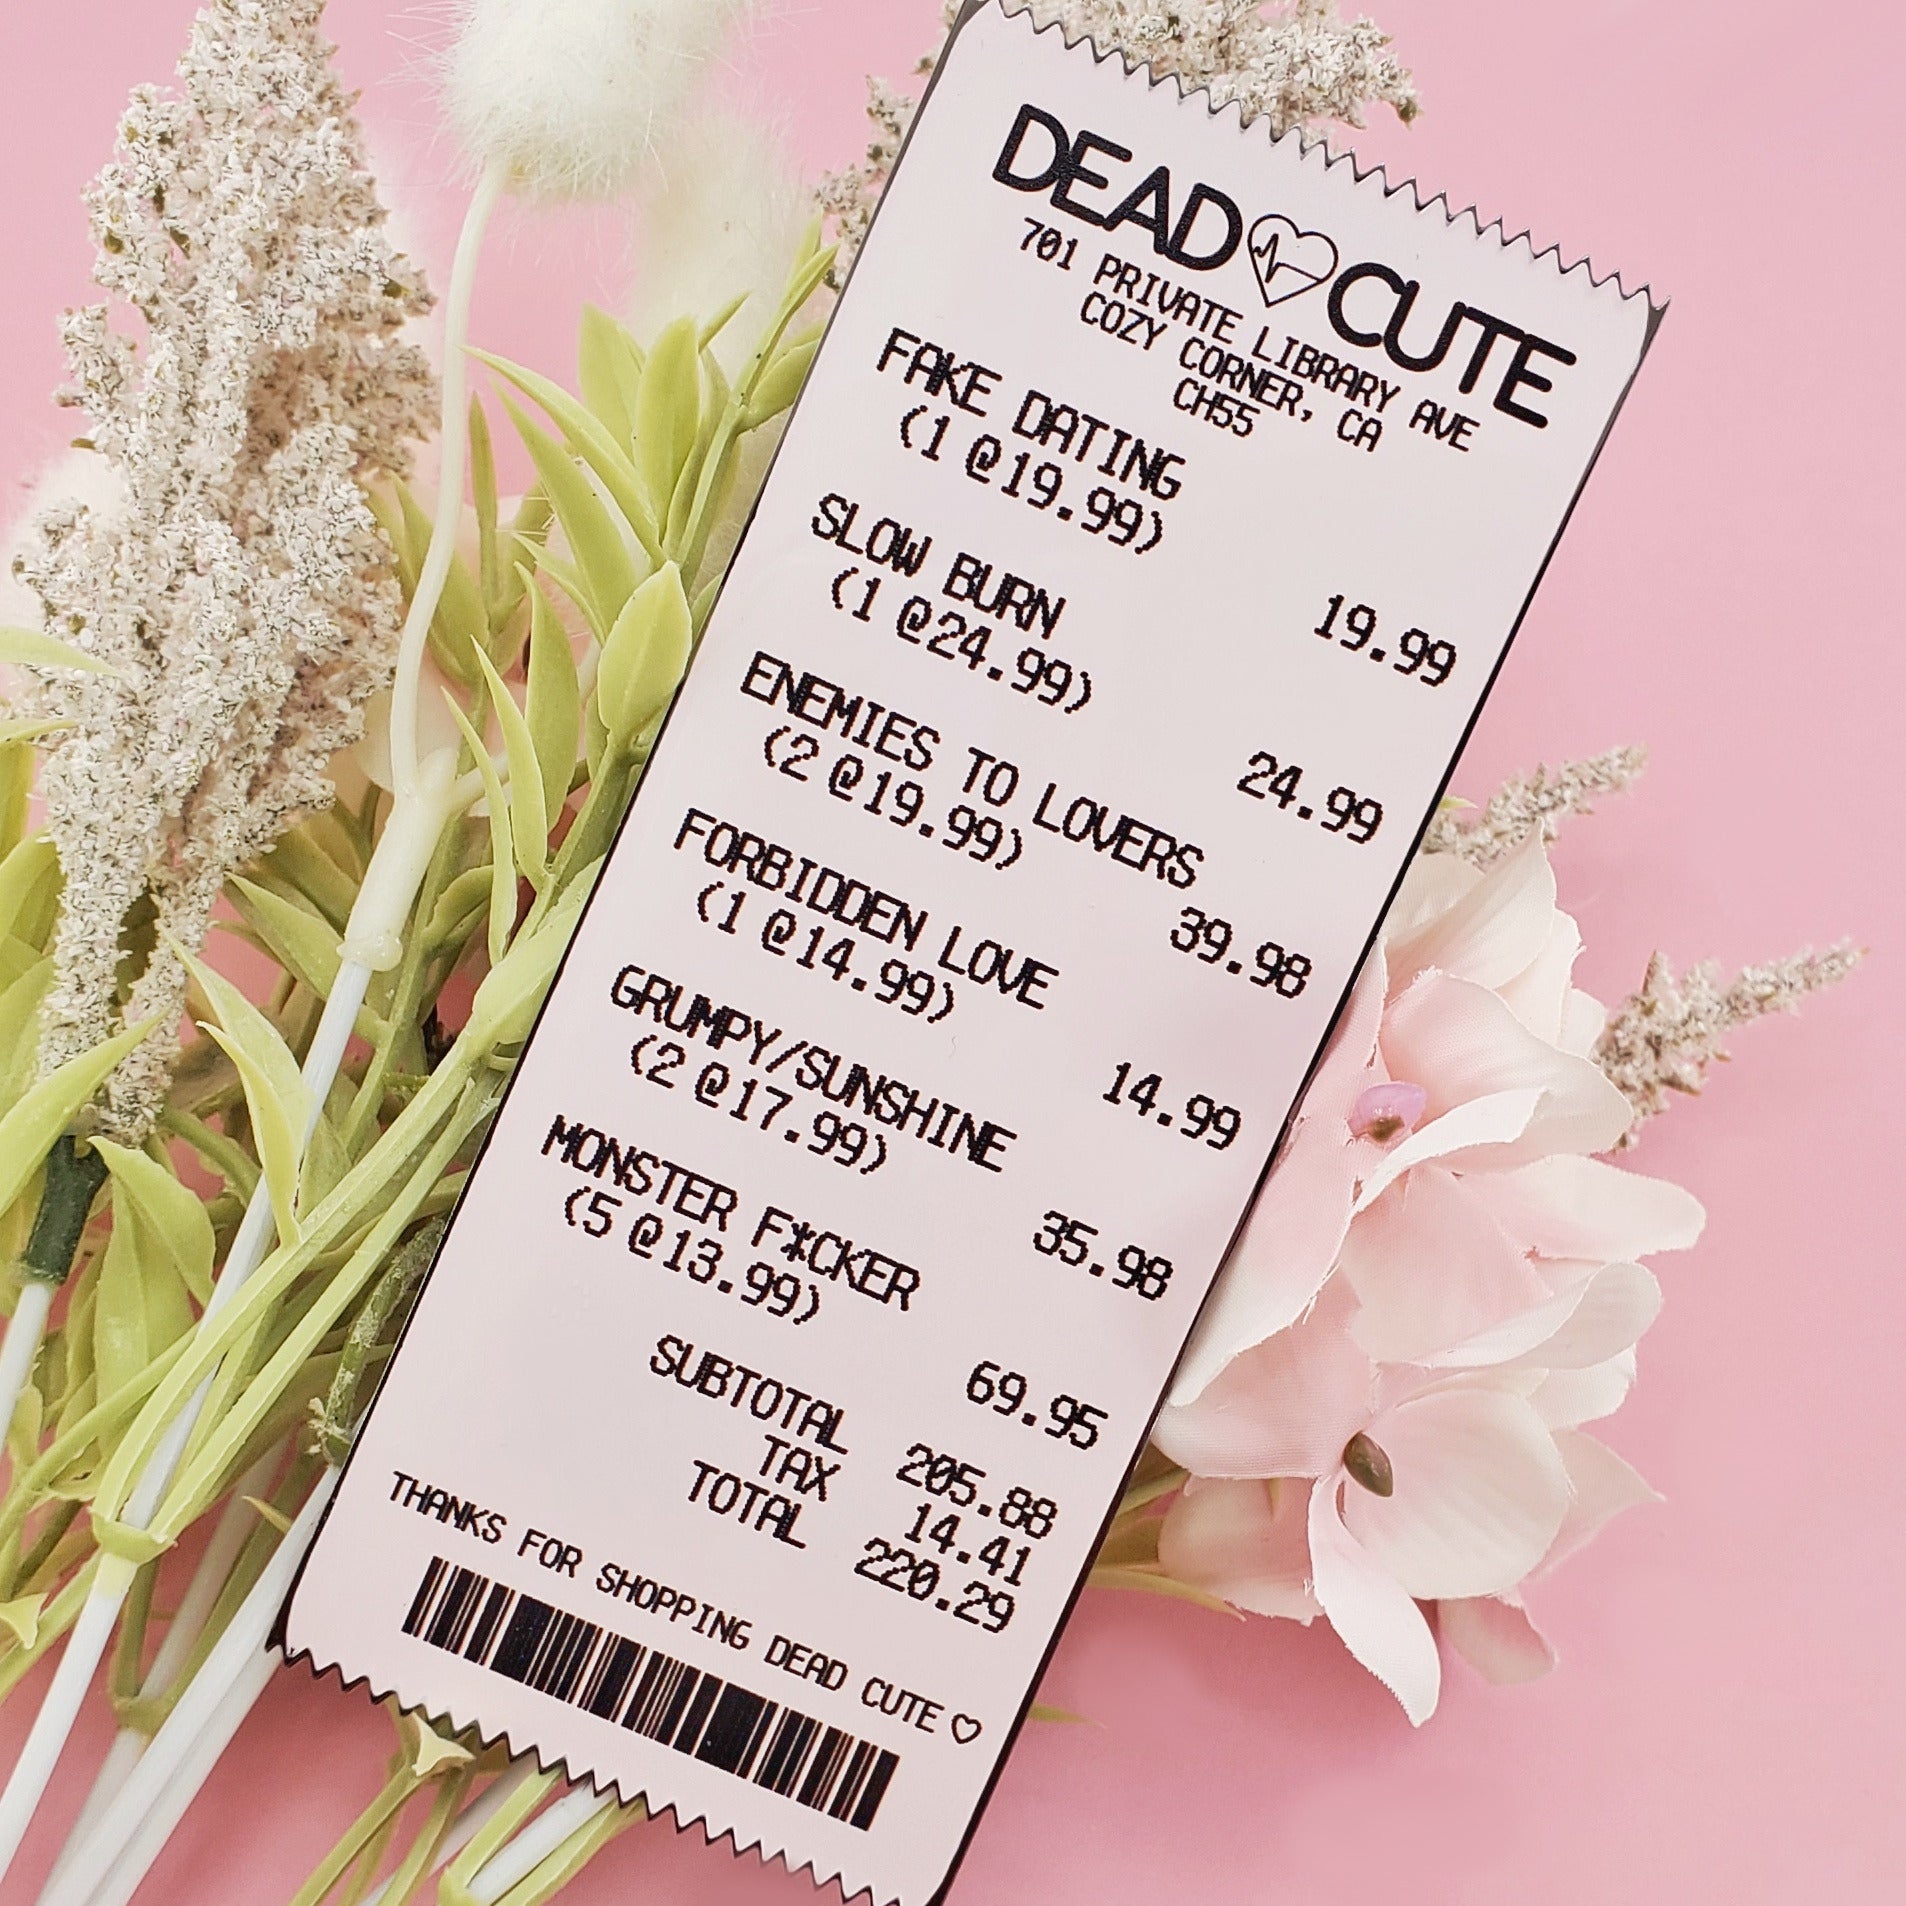 DEAD CUTE
701 PRIVATE LIBRARY AVE
COZY CORNER, CA
CH55
FAKE DATING
(1 @19.99)
19.99
SLOW BURN
(1 @24.99)
24.99
ENEMIES TO LOVERS
(2 @19.99)
39.98
FORBIDDEN LOVE
(1 @14.99)
14.99
GRUMPY/SUNSHINE
(2 @17.99)
35.98
MONSTER F*CKER
(5 @13.99)
69.95
SUBTOTAL 205.88
TAX 14.41
TOTAL 220.29
THANKS FOR SHOPPING DEAD CUTE ♡